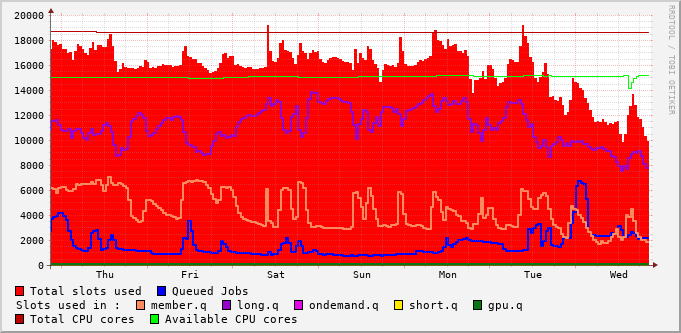 RRDTOOL / TOBI OETIKER
20000
18000
16000
14000
12000
10000
8000
6000
4000
2000
0
Thu Fri Sat Sun Mon Tue Wed
Total slots used Queued Jobs
Slots used in : member.q long.q ondemand.q short.q gpu.q
Total CPU cores Available CPU cores